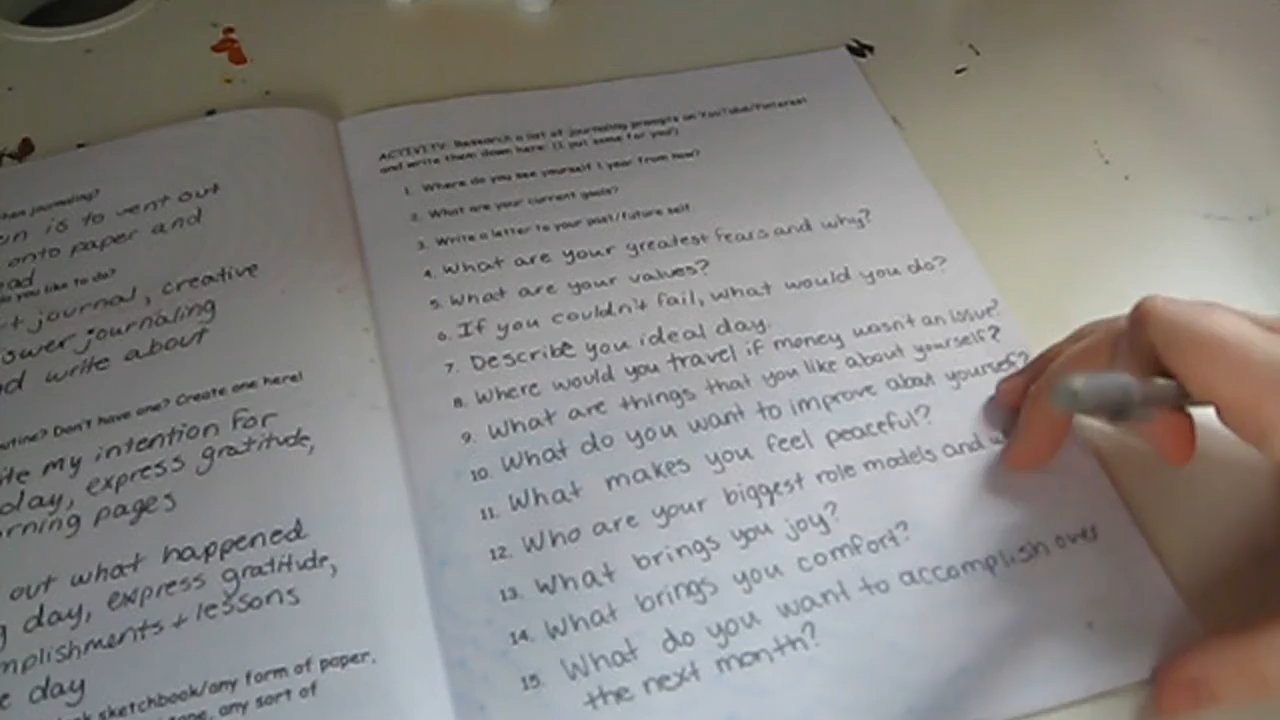 hen journaling?
is to vent out
onto paper and
ead
do you like to do?
t journal, creative
swer journaling
nd write about
utine? Don't have one? Create one here!
ite my intention for
day, express gratitude,
rning pages
out what happened
g day, express gratitude,
mplishments + lessons
e day
sketchbook/any form of paper,
any sort of
ACTIVITY: Research a list of journaling prompts on YouTube/Pinterest
and write them down here: (I put some for you!)
1. Where do you see yourself 1 year from now?
2. What are your current goals?
3. Write a letter to your past/future self.
4. What are your greatest fears and why?
5. What are your values?
6. If you couldn't fail, what would you do?
7. Describe you ideal day.
8. Where would you travel if money wasn't an issue?
9. What are things that you like about yourself?
10. What do you want to improve about yourself?
11. What makes you feel peaceful?
12. Who are your biggest role models and
13. What brings you joy?
14. What brings you comfort?
15. What do you want to accomplish over
the next month?